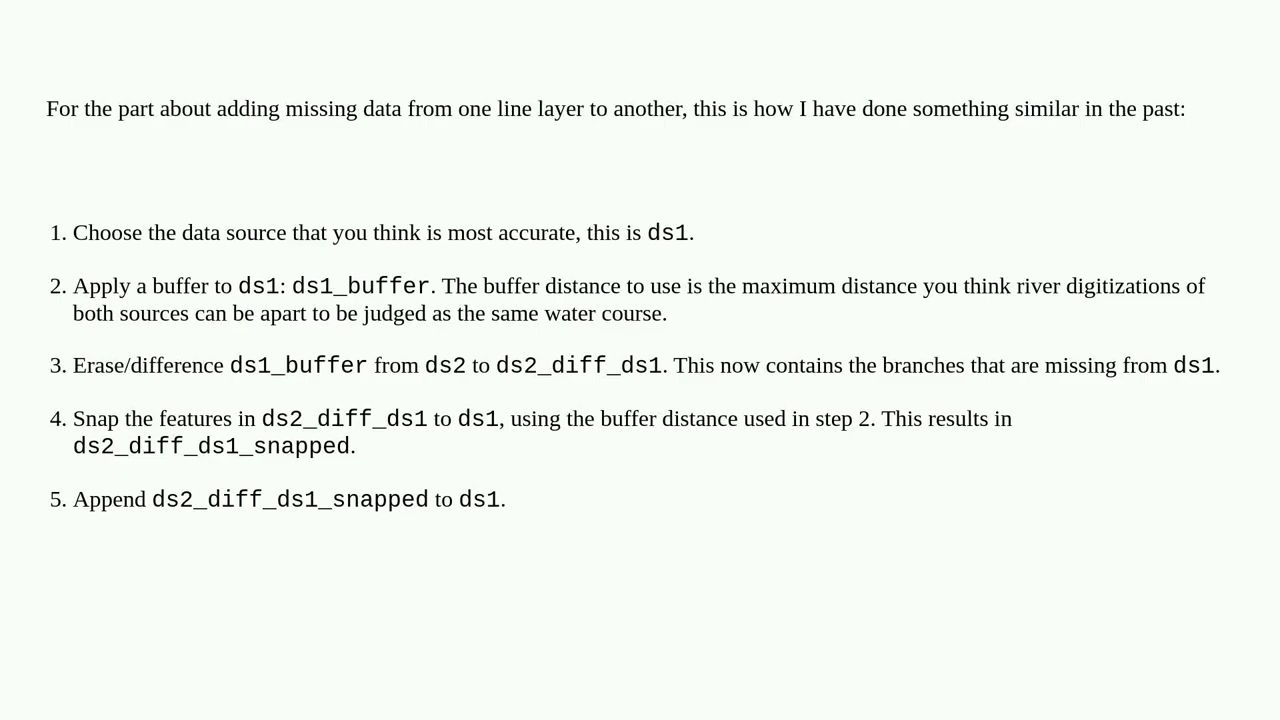 For the part about adding missing data from one line layer to another, this is how I have done something similar in the past:
1. Choose the data source that you think is most accurate, this is ds1.
2. Apply a buffer to ds1: ds1_buffer. The buffer distance to use is the maximum distance you think river digitizations of
both sources can be apart to be judged as the same water course.
3. Erase/difference ds1_buffer from ds2 to ds2_diff_ds1. This now contains the branches that are missing from ds1.
4. Snap the features in ds2_diff_ds1 to ds1, using the buffer distance used in step 2. This results in
ds2_diff_ds1_snapped.
5. Append ds2_diff_ds1_snapped to ds1.